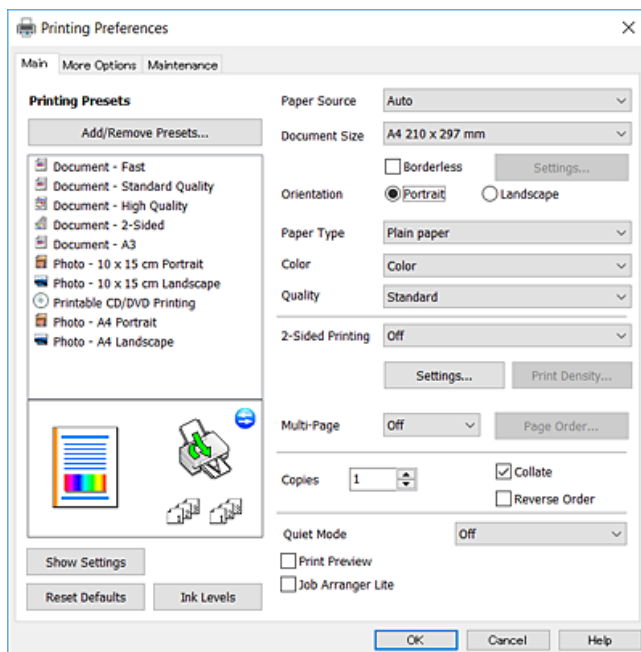 Printing Preferences
Main More Options Maintenance
Printing Presets
Add/Remove Presets...
Document - Fast
Document - Standard Quality
Document - High Quality
Document - 2-Sided
Document - A3
Photo - 10 x 15 cm Portrait
Photo - 10 x 15 cm Landscape
Printable CD/DVD Printing
Photo - A4 Portrait
Photo - A4 Landscape
Show Settings
Reset Defaults Ink Levels
Paper Source Auto
Document Size A4 210 x 297 mm
Borderless Settings...
Orientation Portrait Landscape
Paper Type Plain paper
Color Color
Quality Standard
2-Sided Printing Off
Settings... Print Density...
Multi-Page Off Page Order...
Copies 1 Collate
Reverse Order
Quiet Mode Off
Print Preview
Job Arranger Lite
OK Cancel Help